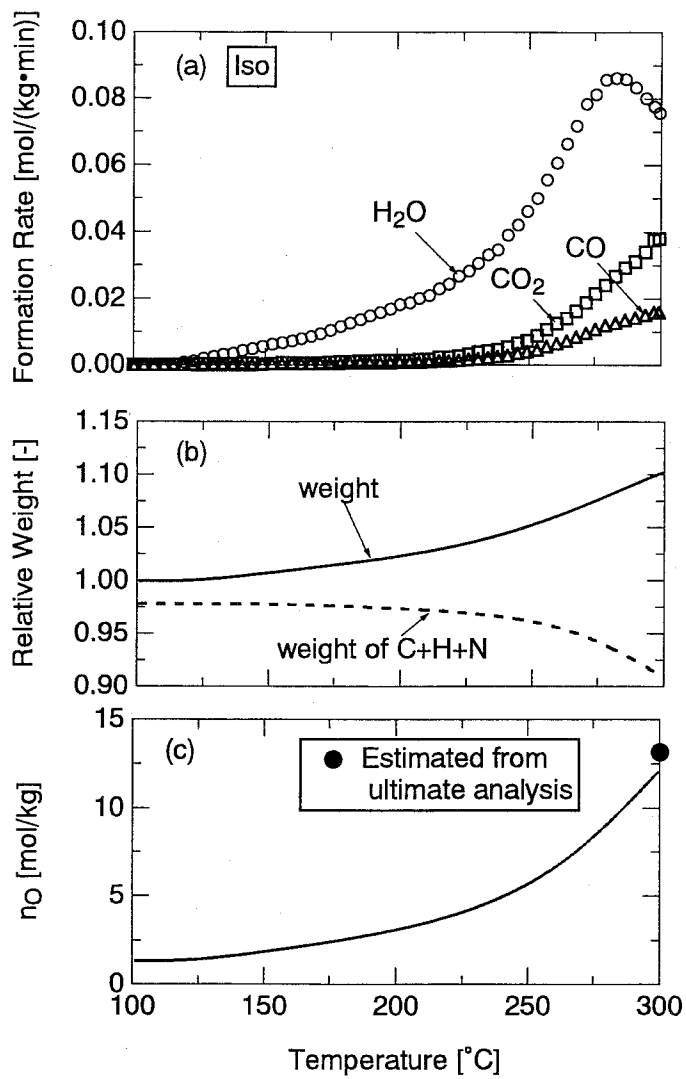 Formation Rate [mol/(kg•min)]
0.10
0.08
0.06
0.04
0.02
0.00
(a) Iso
H2O
CO2
CO
Relative Weight [-]
1.15
1.10
1.05
1.00
0.95
0.90
(b)
weight
weight of C+H+N
nO [mol/kg]
15
10
5
0
(c)
Estimated from
ultimate analysis
100 150 200 250 300
Temperature [°C]